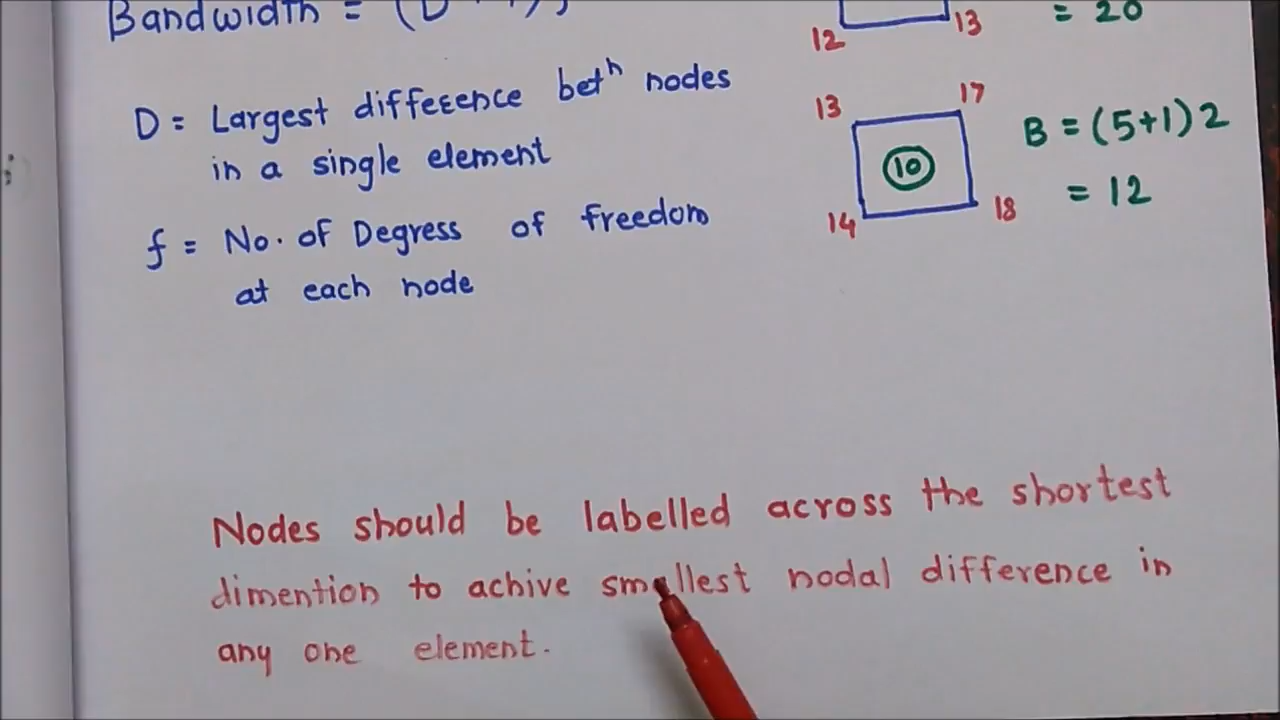 Bandwidth = (D + 1) f
D = Largest difference betⁿ nodes
in a single element
f = No. of Degress of freedom
at each node
12
13
= 20
13
17
10
14
18
B = (5+1) 2
= 12
Nodes should be labelled across the shortest
dimention to achive smallest nodal difference in
any one element.